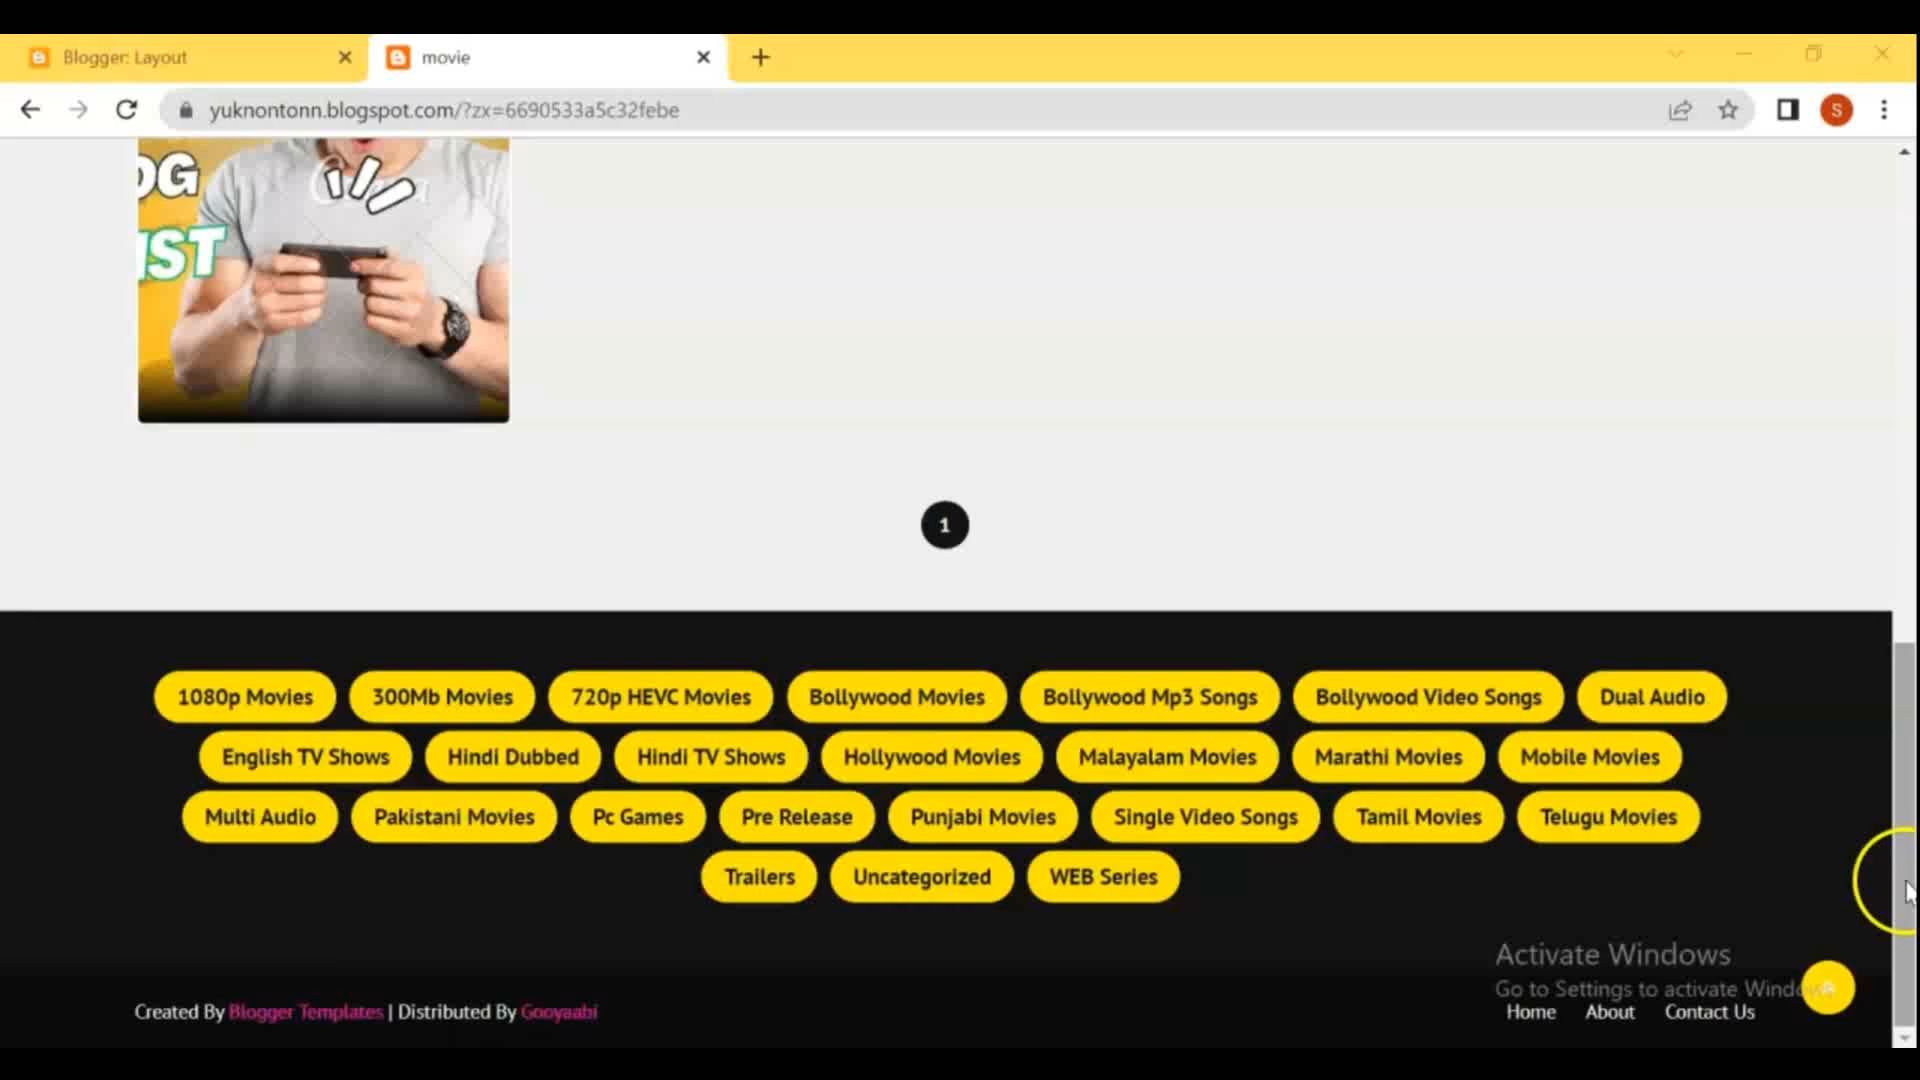 Blogger: Layout
movie
yuknontonn.blogspot.com/?zx=6690533a5c32febe
S
OG
IST
1
1080p Movies 300Mb Movies 720p HEVC Movies Bollywood Movies Bollywood Mp3 Songs Bollywood Video Songs Dual Audio
English TV Shows Hindi Dubbed Hindi TV Shows Hollywood Movies Malayalam Movies Marathi Movies Mobile Movies
Multi Audio Pakistani Movies Pc Games Pre Release Punjabi Movies Single Video Songs Tamil Movies Telugu Movies
Trailers Uncategorized WEB Series
Activate Windows
Go to Settings to activate Windows.
Created By Blogger Templates | Distributed By Gooyaabi
Home About Contact Us